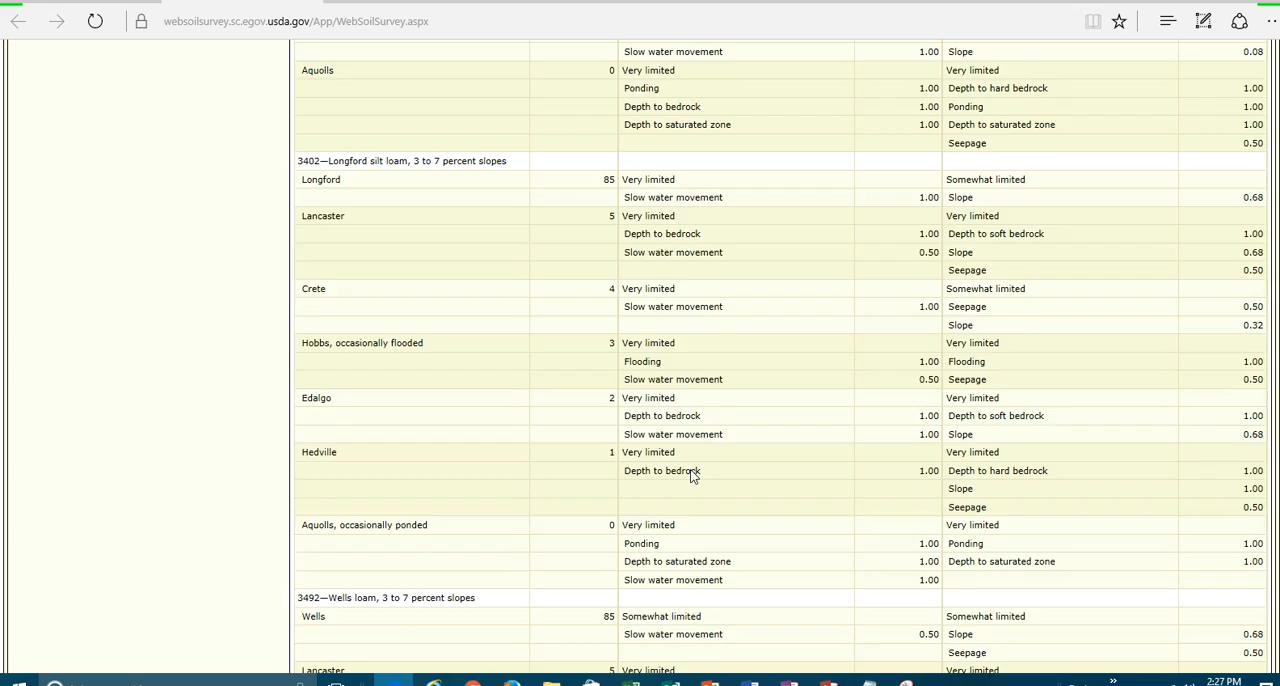 websoilsurvey.sc.egov.usda.gov/App/WebSoilSurvey.aspx
Slow water movement 1.00 Slope 0.08
Aquolls 0 Very limited Very limited
Ponding 1.00 Depth to hard bedrock 1.00
Depth to bedrock 1.00 Ponding 1.00
Depth to saturated zone 1.00 Depth to saturated zone 1.00
Seepage 0.50
3402—Longford silt loam, 3 to 7 percent slopes
Longford 85 Very limited Somewhat limited
Slow water movement 1.00 Slope 0.68
Lancaster 5 Very limited Very limited
Depth to bedrock 1.00 Depth to soft bedrock 1.00
Slow water movement 0.50 Slope 0.68
Seepage 0.50
Crete 4 Very limited Somewhat limited
Slow water movement 1.00 Seepage 0.50
Slope 0.32
Hobbs, occasionally flooded 3 Very limited Very limited
Flooding 1.00 Flooding 1.00
Slow water movement 0.50 Seepage 0.50
Edalgo 2 Very limited Very limited
Depth to bedrock 1.00 Depth to soft bedrock 1.00
Slow water movement 1.00 Slope 0.68
Hedville 1 Very limited Very limited
Depth to bedrock 1.00 Depth to hard bedrock 1.00
Slope 1.00
Seepage 0.50
Aquolls, occasionally ponded 0 Very limited Very limited
Ponding 1.00 Ponding 1.00
Depth to saturated zone 1.00 Depth to saturated zone 1.00
Slow water movement 1.00
3492—Wells loam, 3 to 7 percent slopes
Wells 85 Somewhat limited Somewhat limited
Slow water movement 0.50 Slope 0.68
Seepage 0.50
Lancaster 5 Very limited Very limited
2:27 PM